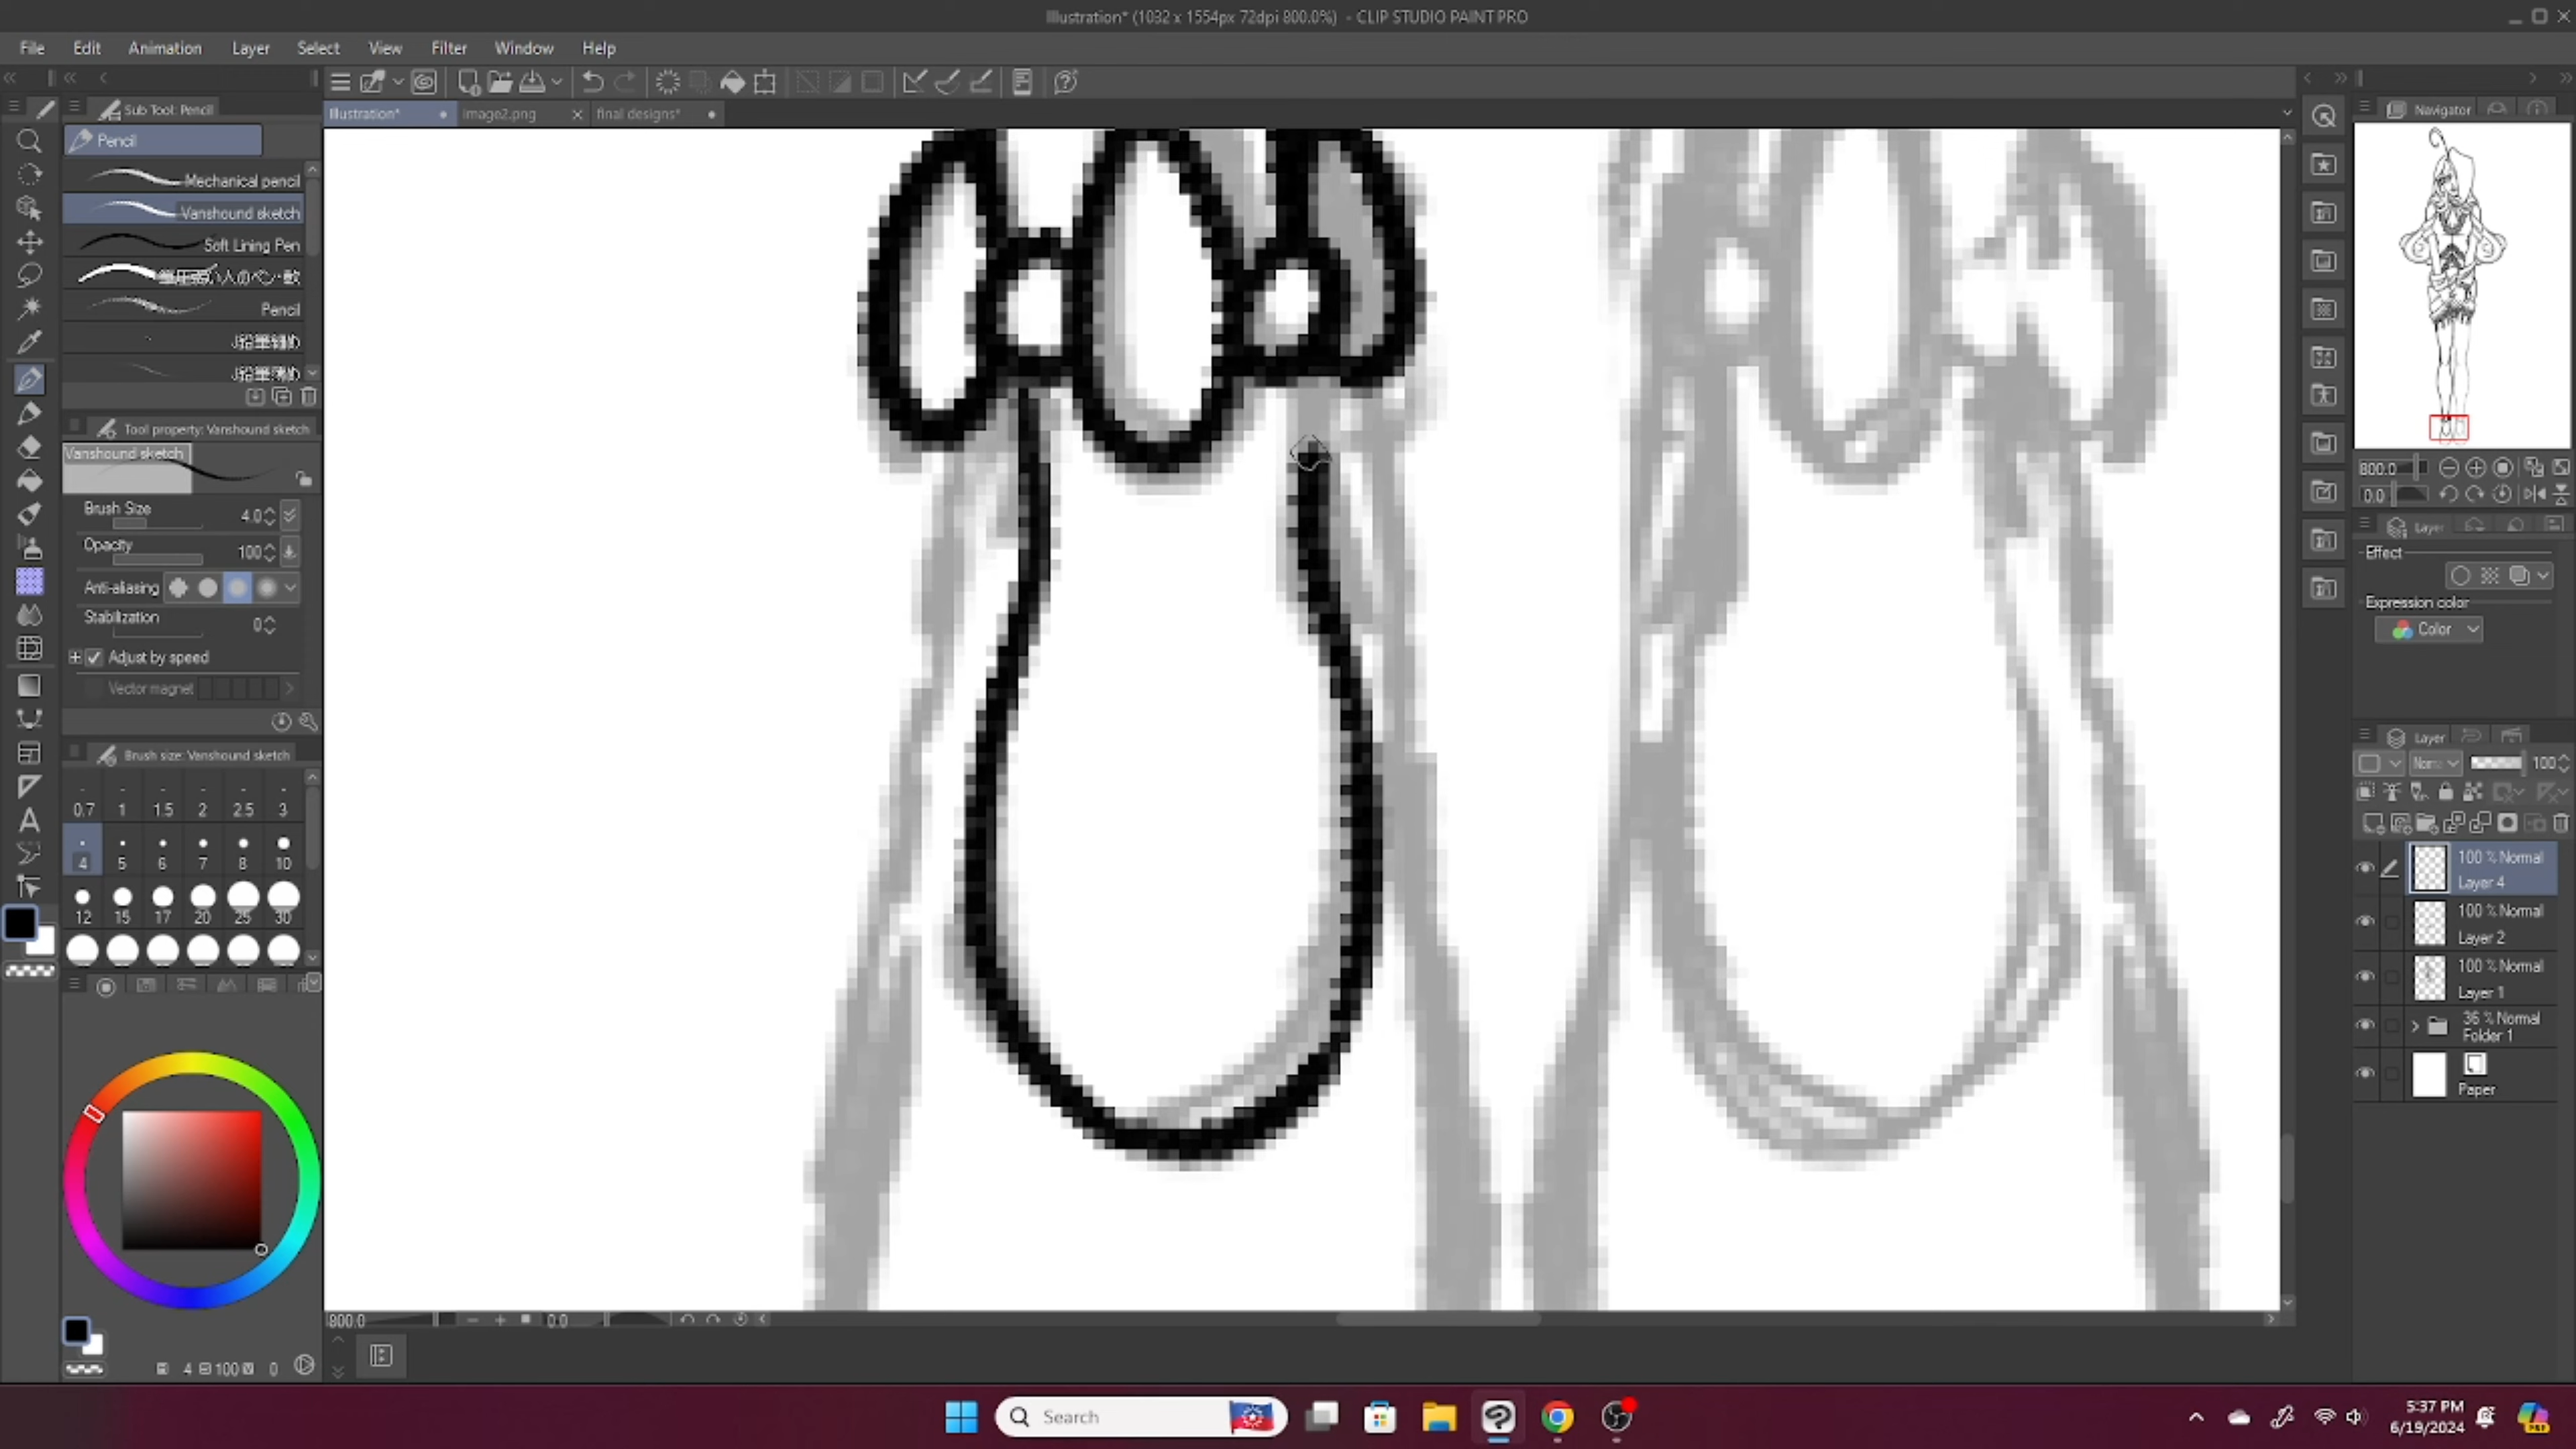 Illustration* (1032 x 1554px 72dpi 800.0%) - CLIP STUDIO PAINT PRO
File Edit Animation Layer Select View Filter Window Help
Sub Tool: Pencil
Illustration* image2.png final designs*
Navigator
Pencil
Mechanical pencil
Vanshound sketch
Soft Lining Pen
Pencil
Tool property: Vanshound sketch
Vanshound sketch
Brush Size 4.0
Opacity 100
Anti-aliasing
Stabilization 0
Adjust by speed
Vector magnet
Brush size: Vanshound sketch
0.7 1 1.5 2 2.5 3
4 5 6 7 8 10
12 15 17 20 25 30
4 100 0
800.0 0.0
800.0
0.0
Layer
Effect
Expression color
Color
Layer
100
100 % Normal
Layer 4
100 % Normal
Layer 2
100 % Normal
Layer 1
36 % Normal
Folder 1
Paper
Search
5:37 PM
6/19/2024